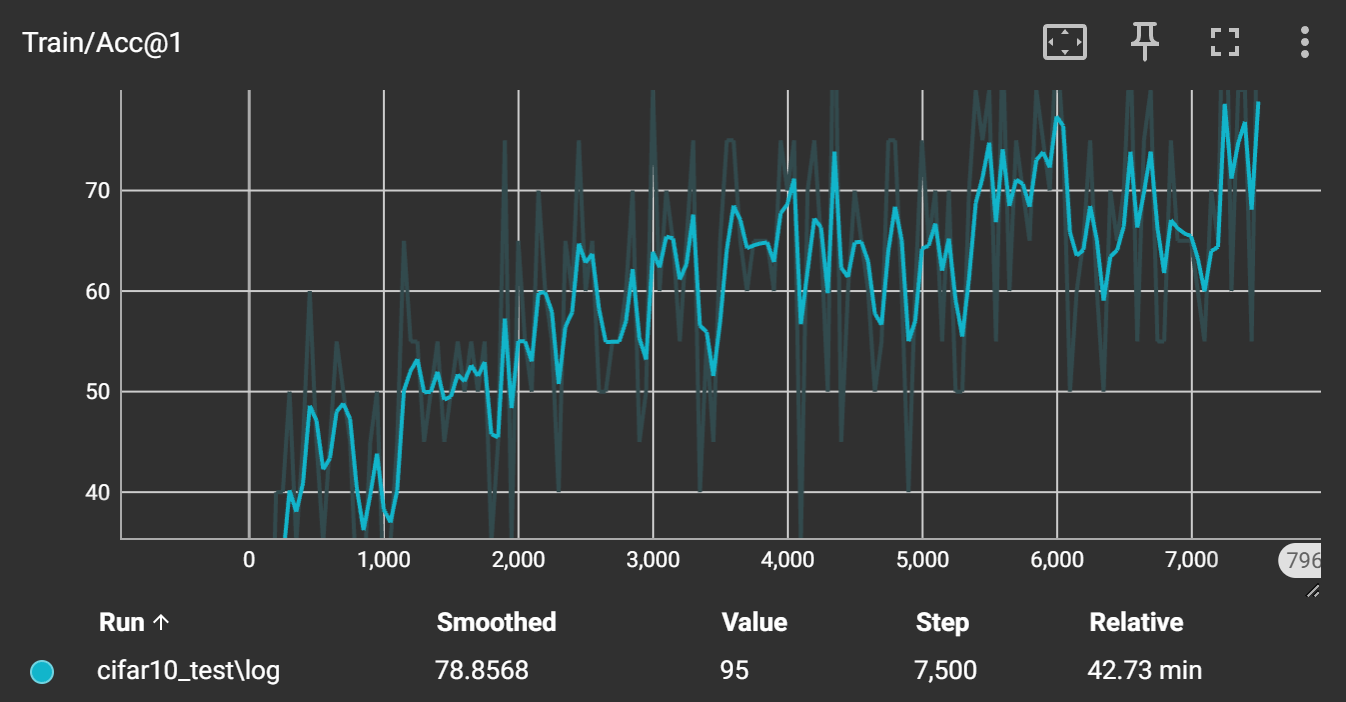 Train/Acc@1
70
60
50
40
0 1,000 2,000 3,000 4,000 5,000 6,000 7,000 796
Run ↑ Smoothed Value Step Relative
cifar10_test\log 78.8568 95 7,500 42.73 min